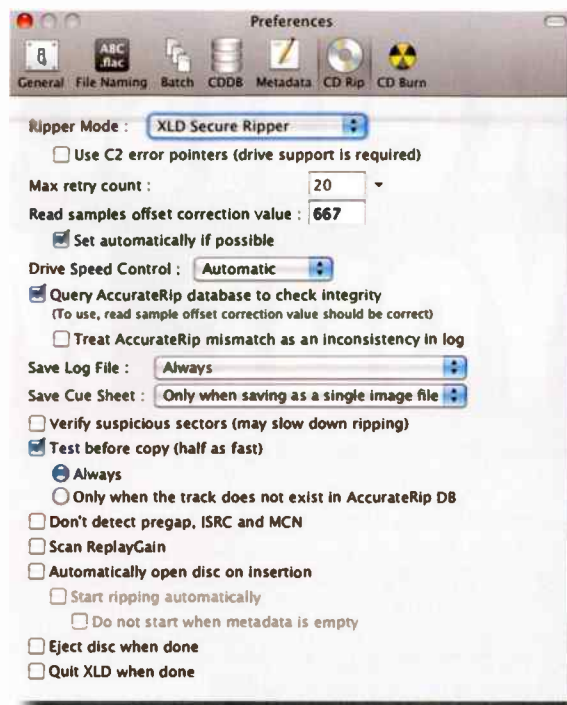 Preferences
ABC
.flac
General File Naming Batch CDDB Metadata CD Rip CD Burn
Ripper Mode : XLD Secure Ripper
Use C2 error pointers (drive support is required)
Max retry count : 20
Read samples offset correction value : 667
Set automatically if possible
Drive Speed Control : Automatic
Query AccurateRip database to check integrity
(To use, read sample offset correction value should be correct)
Treat AccurateRip mismatch as an inconsistency in log
Save Log File : Always
Save Cue Sheet : Only when saving as a single image file
Verify suspicious sectors (may slow down ripping)
Test before copy (half as fast)
Always
Only when the track does not exist in AccurateRip DB
Don't detect pregap, ISRC and MCN
Scan ReplayGain
Automatically open disc on insertion
Start ripping automatically
Do not start when metadata is empty
Eject disc when done
Quit XLD when done